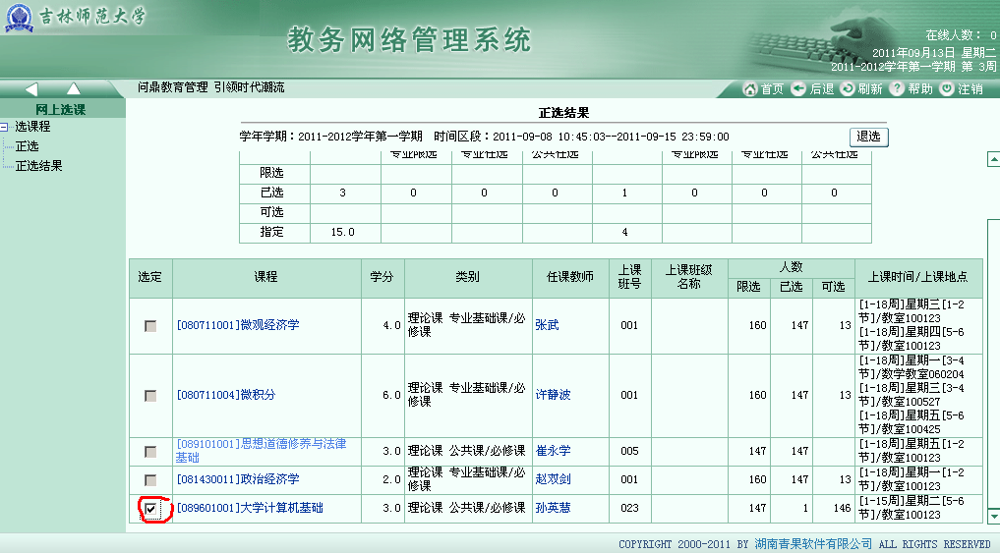 吉林师范大学
教务网络管理系统
在线人数： 0
2011年09月13日 星期二
2011-2012学年第一学期 第 3周
问鼎教育管理 引领时代潮流
首页 后退 刷新 帮助 注销
网上选课
选课程
正选
正选结果
正选结果
学年学期：2011-2012学年第一学期 时间区段：2011-09-08 10:45:03--2011-09-15 23:59:00 退选
专业限选 专业任选 公共任选 专业限选 专业任选 公共任选
限选
已选 3 0 0 0 1 0 0 0
可选
指定 15.0 4
选定 课程 学分 类别 任课教师 上课班号 上课班级名称 人数 上课时间/上课地点
限选 已选 可选
[080711001]微观经济学 4.0 理论课 专业基础课/必修课 张武 001 160 147 13
[1-18周]星期三[1-2
节]/教室100123
[1-18周]星期四[5-6
节]/教室100123
[080711004]微积分 6.0 理论课 专业基础课/必修课 许静波 001 160 147 13
[1-18周]星期一[3-4
节]/数学教室060204
[1-18周]星期三[3-4
节]/教室100527
[1-18周]星期五[5-6
节]/教室100425
[089101001]思想道德修养与法律
基础 3.0 理论课 公共课/必修课 崔永学 005 147 147
[1-18周]星期五[1-2
节]/教室100123
[081430011]政治经济学 2.0 理论课 专业基础课/必修课 赵双剑 001 160 147 13
[1-18周]星期一[1-2
节]/教室100123
[089601001]大学计算机基础 3.0 理论课 公共课/必修课 孙英慧 023 147 1 146
[1-15周]星期二[5-6
节]/教室100123
COPYRIGHT 2000-2011 BY 湖南青果软件有限公司 ALL RIGHTS RESERVED